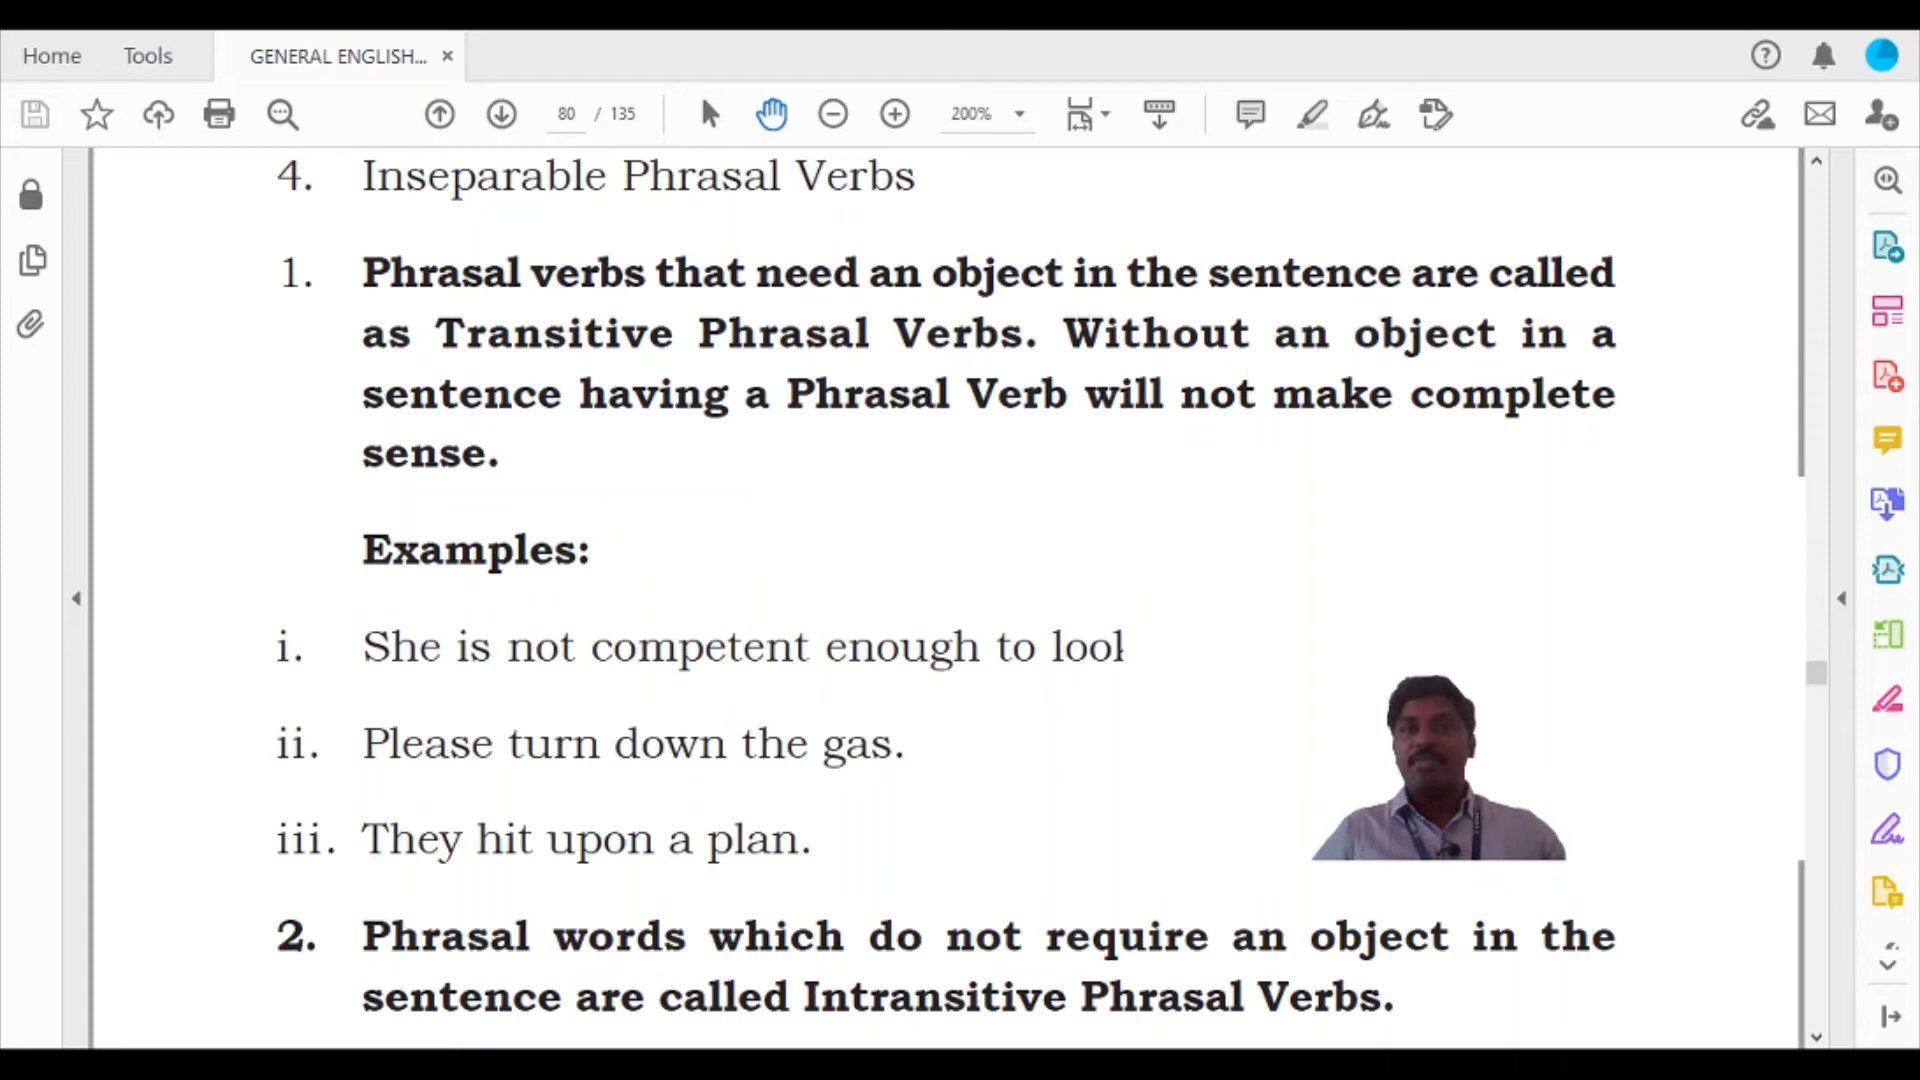 Home Tools GENERAL ENGLISH...
80 / 135 200%
4. Inseparable Phrasal Verbs
1. Phrasal verbs that need an object in the sentence are called
as Transitive Phrasal Verbs. Without an object in a
sentence having a Phrasal Verb will not make complete
sense.
Examples:
i. She is not competent enough to
ii. Please turn down the gas.
iii. They hit upon a plan.
2. Phrasal words which do not require an object in the
sentence are called Intransitive Phrasal Verbs.